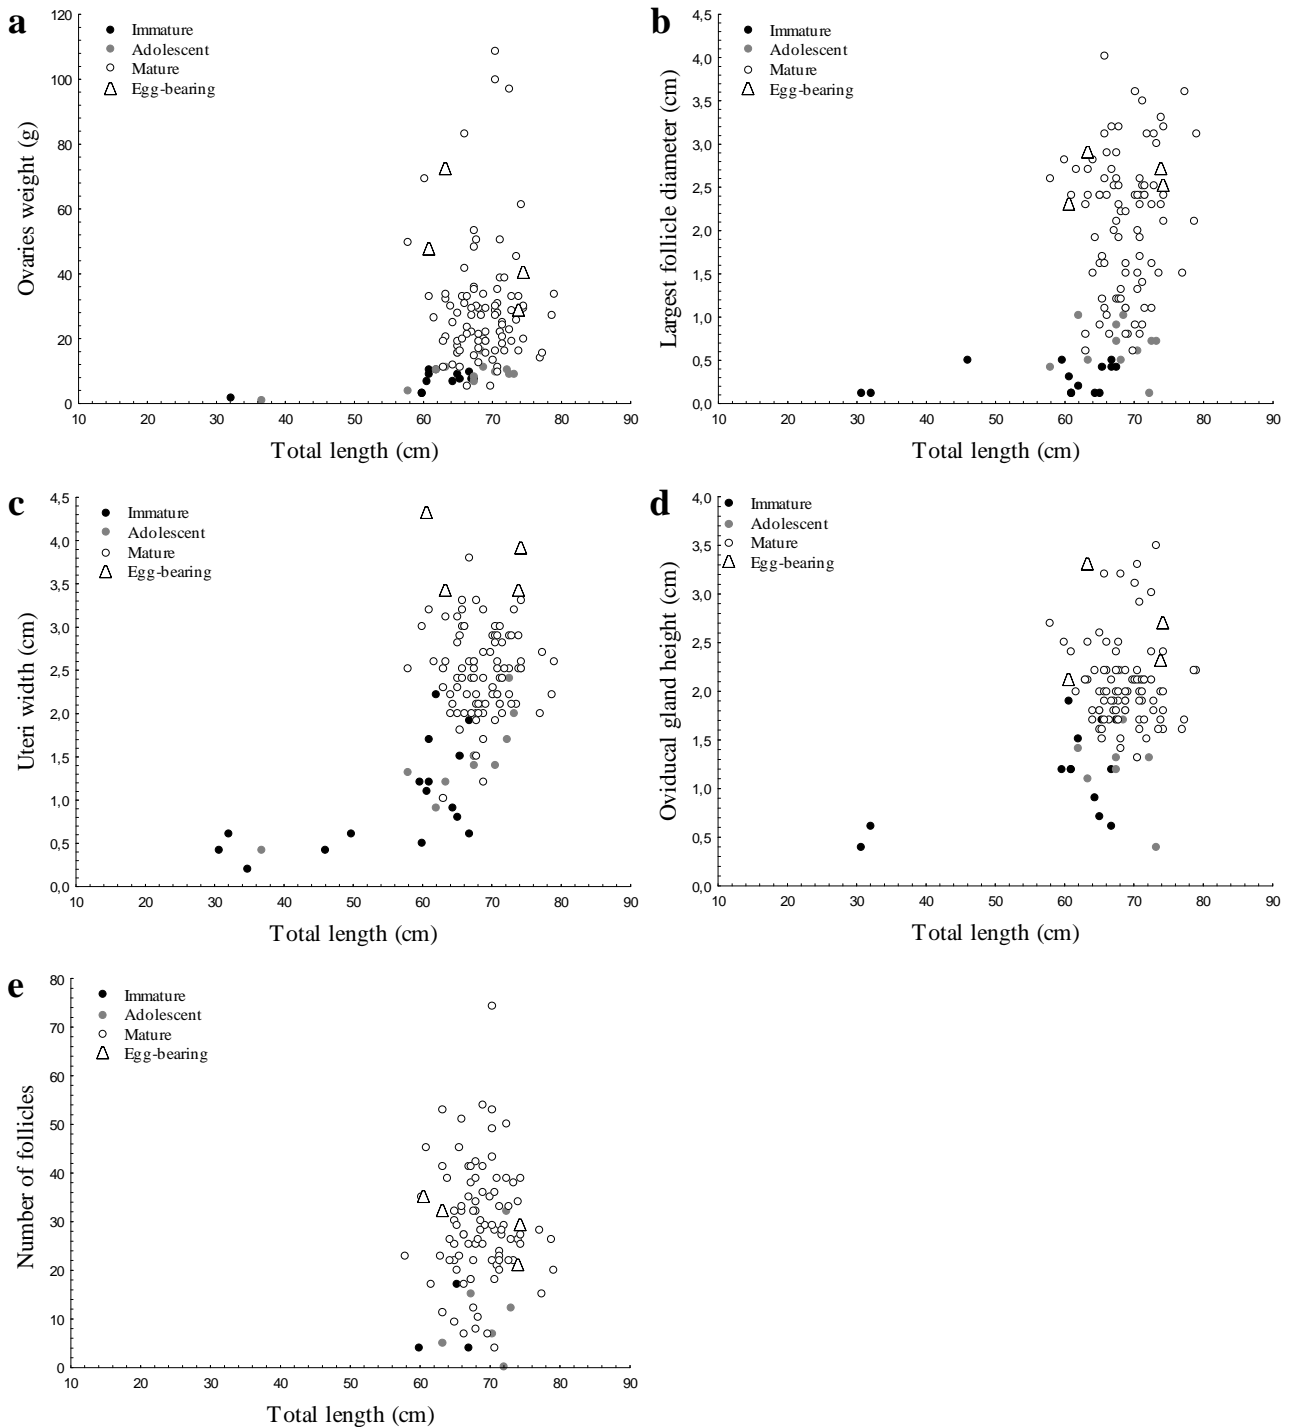 a
120
100
80
60
40
20
0
Ovaries weight (g)
Immature
Adolescent
Mature
Egg-bearing
10 20 30 40 50 60 70 80 90
Total length (cm)
b
4,5
4,0
3,5
3,0
2,5
2,0
1,5
1,0
0,5
0,0
Largest follicle diameter (cm)
Immature
Adolescent
Mature
Egg-bearing
10 20 30 40 50 60 70 80 90
Total length (cm)
c
4,5
4,0
3,5
3,0
2,5
2,0
1,5
1,0
0,5
0,0
Uteri width (cm)
Immature
Adolescent
Mature
Egg-bearing
10 20 30 40 50 60 70 80 90
Total length (cm)
d
4,0
3,5
3,0
2,5
2,0
1,5
1,0
0,5
0,0
Oviducal gland height (cm)
Immature
Adolescent
Mature
Egg-bearing
10 20 30 40 50 60 70 80 90
Total length (cm)
e
80
70
60
50
40
30
20
10
0
Number of follicles
Immature
Adolescent
Mature
Egg-bearing
10 20 30 40 50 60 70 80 90
Total length (cm)